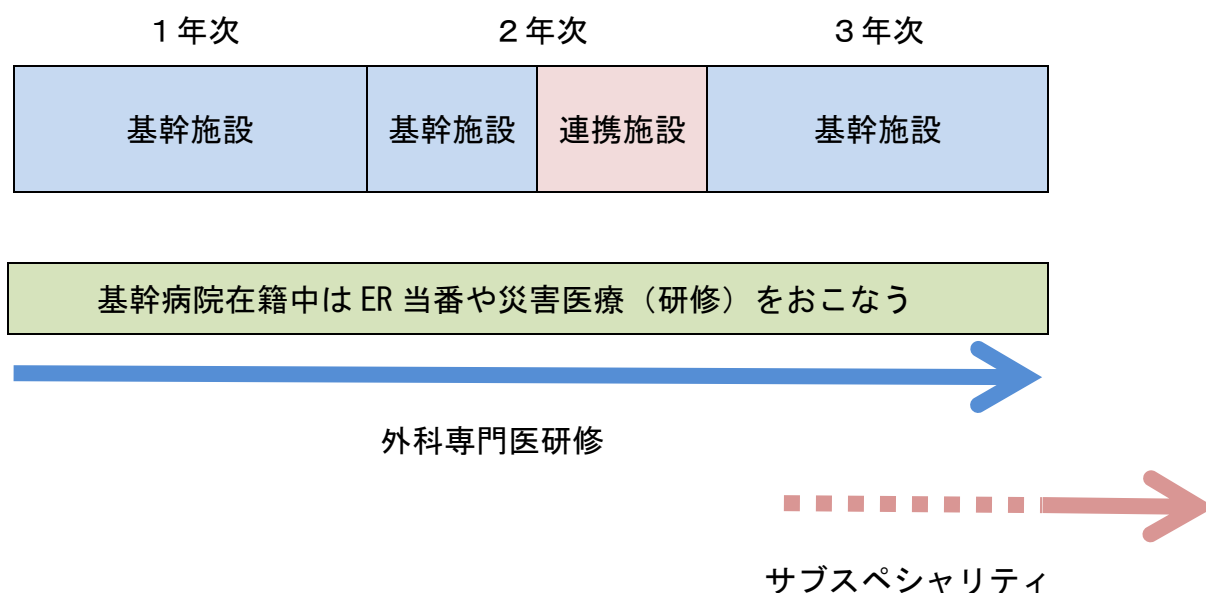 １年次 ２年次 ３年次
基幹施設 基幹施設 連携施設 基幹施設
基幹病院在籍中は ER 当番や災害医療（研修）をおこなう
外科専門医研修
サブスペシャリティ